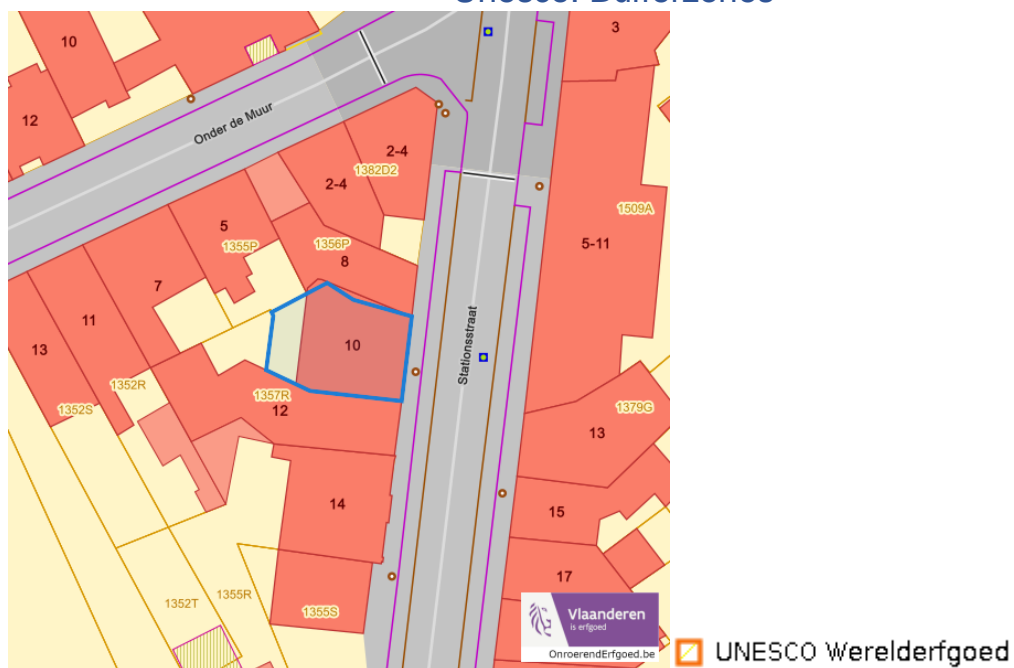 Unesco: Bufferzones
10
3
12
Onder de Muur
2-4
1382D2
2-4
1509A
5
1355P
1356P
8
5-11
7
11
10
Stationsstraat
13
1352R
1357R
1352S
12
1379G
13
14
15
17
1352T
1355R
1355S
Vlaanderen
is erfgoed
OnroerendErfgoed.be
UNESCO Werelderfgoed